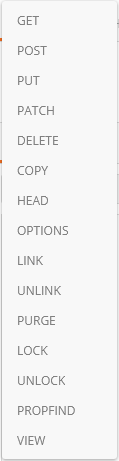 GET
POST
PUT
PATCH
DELETE
COPY
HEAD
OPTIONS
LINK
UNLINK
PURGE
LOCK
UNLOCK
PROPFIND
VIEW